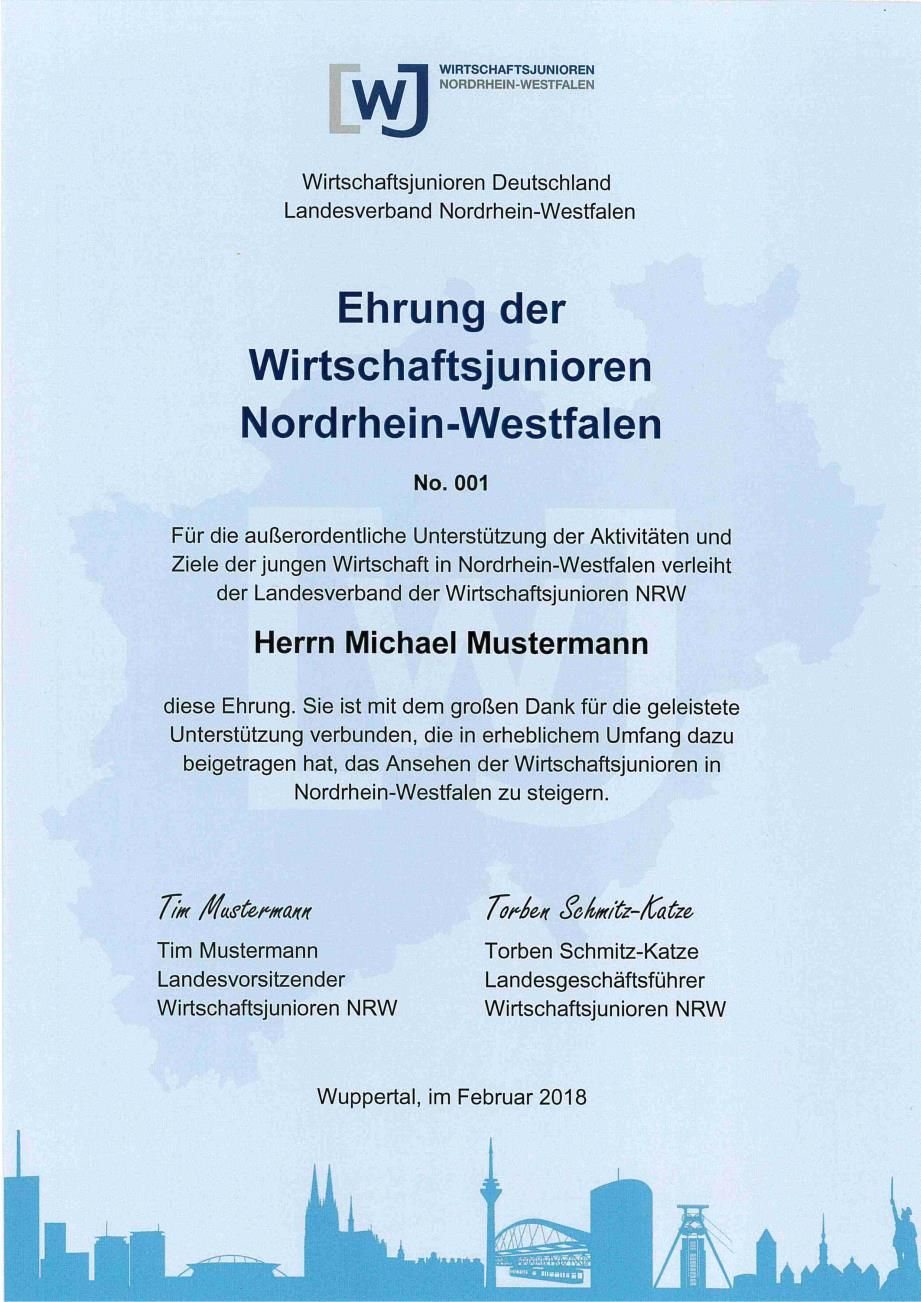 WJ
WIRTSCHAFTSJUNIOREN
NORDRHEIN-WESTFALEN
Wirtschaftsjunioren Deutschland
Landesverband Nordrhein-Westfalen
Ehrung der
Wirtschaftsjunioren
Nordrhein-Westfalen
No. 001
Für die außerordentliche Unterstützung der Aktivitäten und
Ziele der jungen Wirtschaft in Nordrhein-Westfalen verleiht
der Landesverband der Wirtschaftsjunioren NRW
Herrn Michael Mustermann
diese Ehrung. Sie ist mit dem großen Dank für die geleistete
Unterstützung verbunden, die in erheblichem Umfang dazu
beigetragen hat, das Ansehen der Wirtschaftsjunioren in
Nordrhein-Westfalen zu steigern.
Tim Mustermann
Tim Mustermann
Landesvorsitzender
Wirtschaftsjunioren NRW
Torben Schmitz-Katze
Torben Schmitz-Katze
Landesgeschäftsführer
Wirtschaftsjunioren NRW
Wuppertal, im Februar 2018